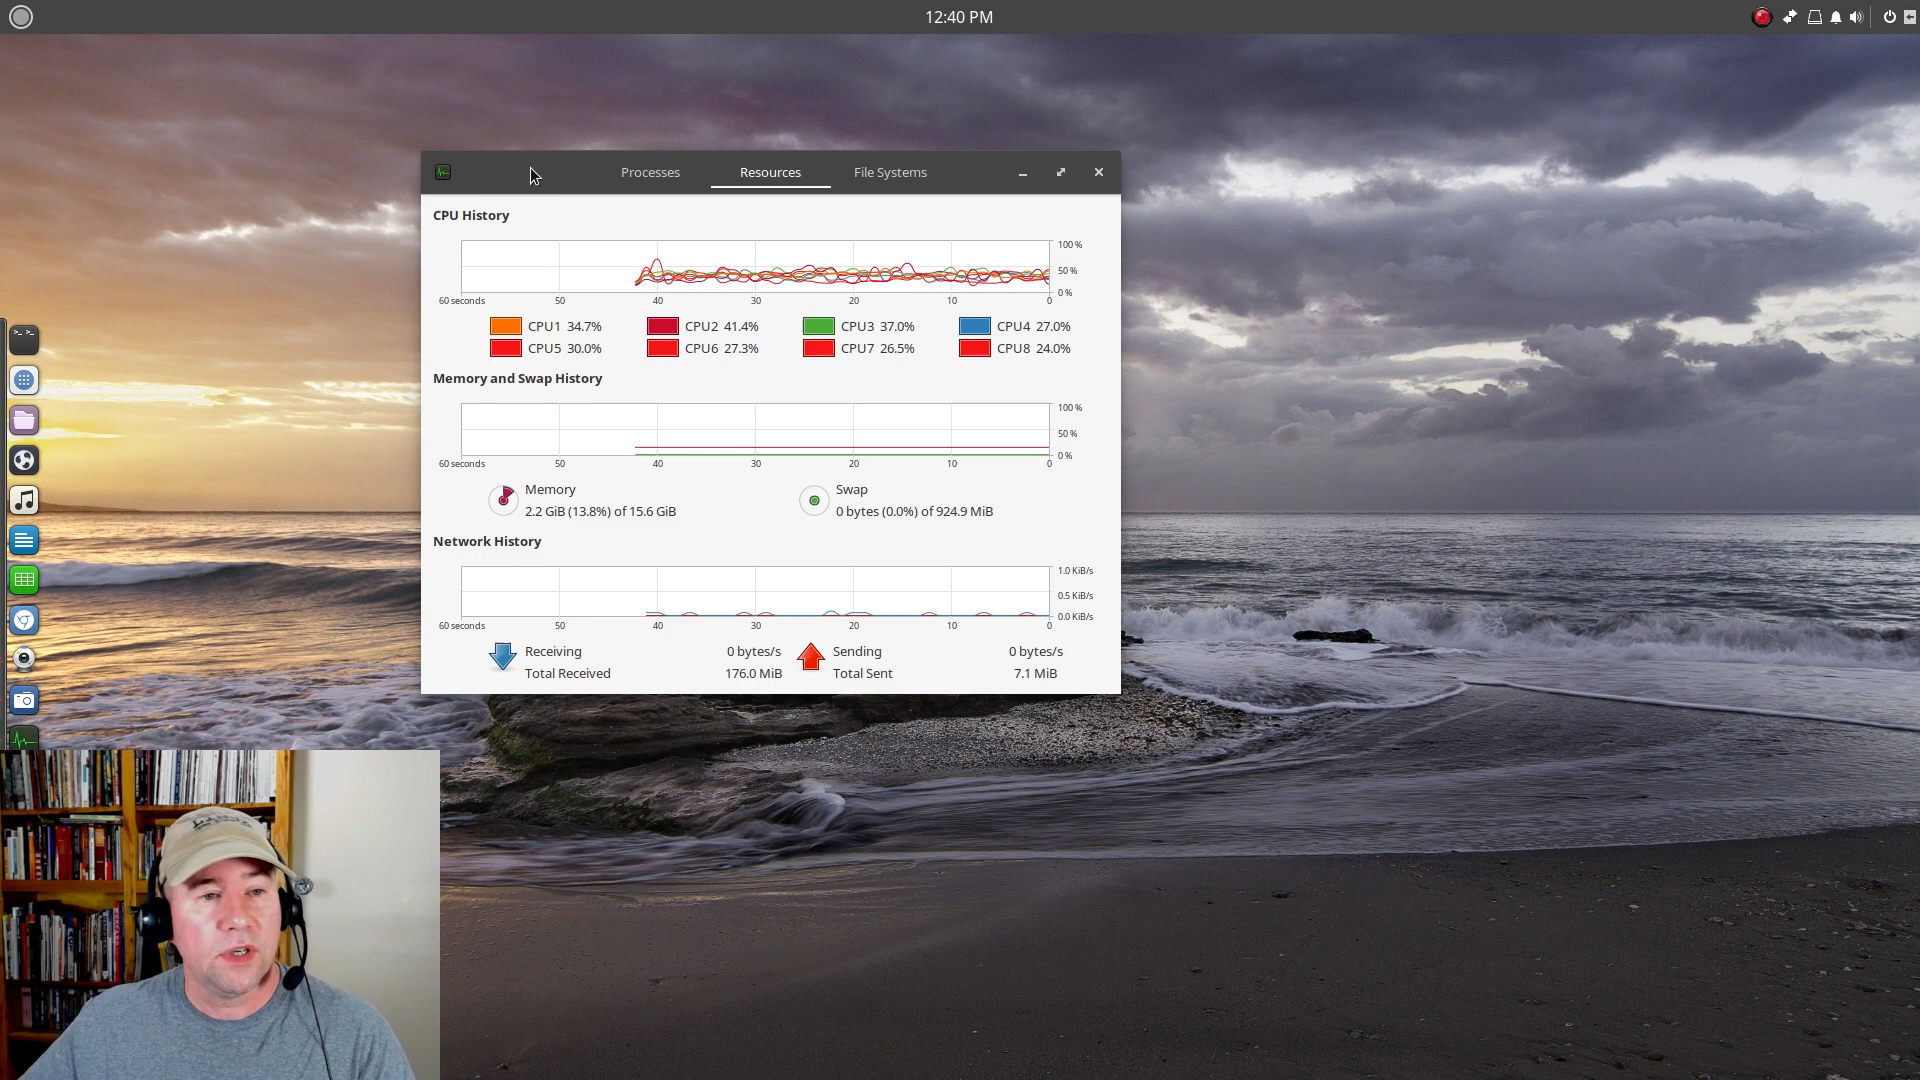 12:40 PM
Processes Resources File Systems
CPU History
100 %
50 %
0 %
60 seconds 50 40 30 20 10 0
CPU1 34.7% CPU2 41.4% CPU3 37.0% CPU4 27.0%
CPU5 30.0% CPU6 27.3% CPU7 26.5% CPU8 24.0%
Memory and Swap History
100 %
50 %
0 %
60 seconds 50 40 30 20 10 0
Memory Swap
2.2 GiB (13.8%) of 15.6 GiB 0 bytes (0.0%) of 924.9 MiB
Network History
1.0 KiB/s
0.5 KiB/s
0.0 KiB/s
60 seconds 50 40 30 20 10 0
Receiving 0 bytes/s Sending 0 bytes/s
Total Received 176.0 MiB Total Sent 7.1 MiB